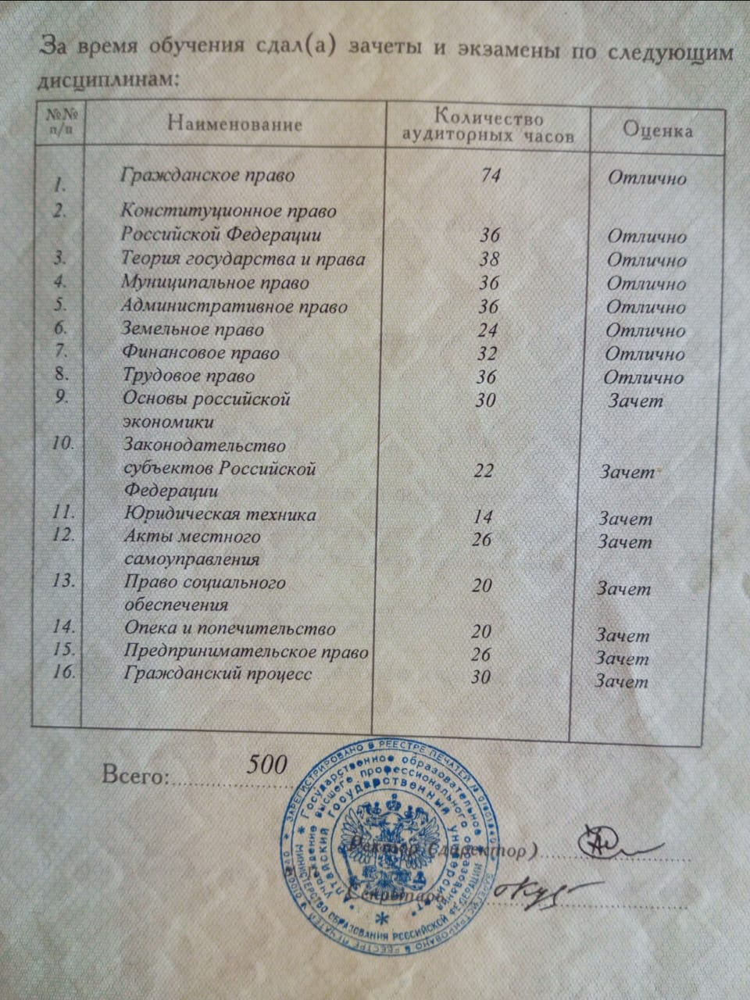 За время обучения сдал(а) зачеты и экзамены по следующим
дисциплинам:
№№ п/п Наименование Количество аудиторных часов Оценка
1. Гражданское право 74 Отлично
2. Конституционное право
Российской Федерации 36 Отлично
3. Теория государства и права 38 Отлично
4. Муниципальное право 36 Отлично
5. Административное право 36 Отлично
6. Земельное право 24 Отлично
7. Финансовое право 32 Отлично
8. Трудовое право 36 Отлично
9. Основы российской 30 Зачет
экономики
10. Законодательство
субъектов Российской 22 Зачет
Федерации
11. Юридическая техника 14 Зачет
12. Акты местного 26 Зачет
самоуправления
13. Право социального 20 Зачет
обеспечения
14. Опека и попечительство 20 Зачет
15. Предпринимательское право 26 Зачет
16. Гражданский процесс 30 Зачет
Всего: 500
Ректор (директор)
Секретарь
ЗАРЕГИСТРИРОВАНО В РЕЕСТРЕ ПЕЧАТЕЙ
МИНИСТЕРСТВО ОБРАЗОВАНИЯ РОССИЙСКОЙ ФЕДЕРАЦИИ
Государственное образовательное
учреждение высшего профессионального образования
Алтайский государственный университет